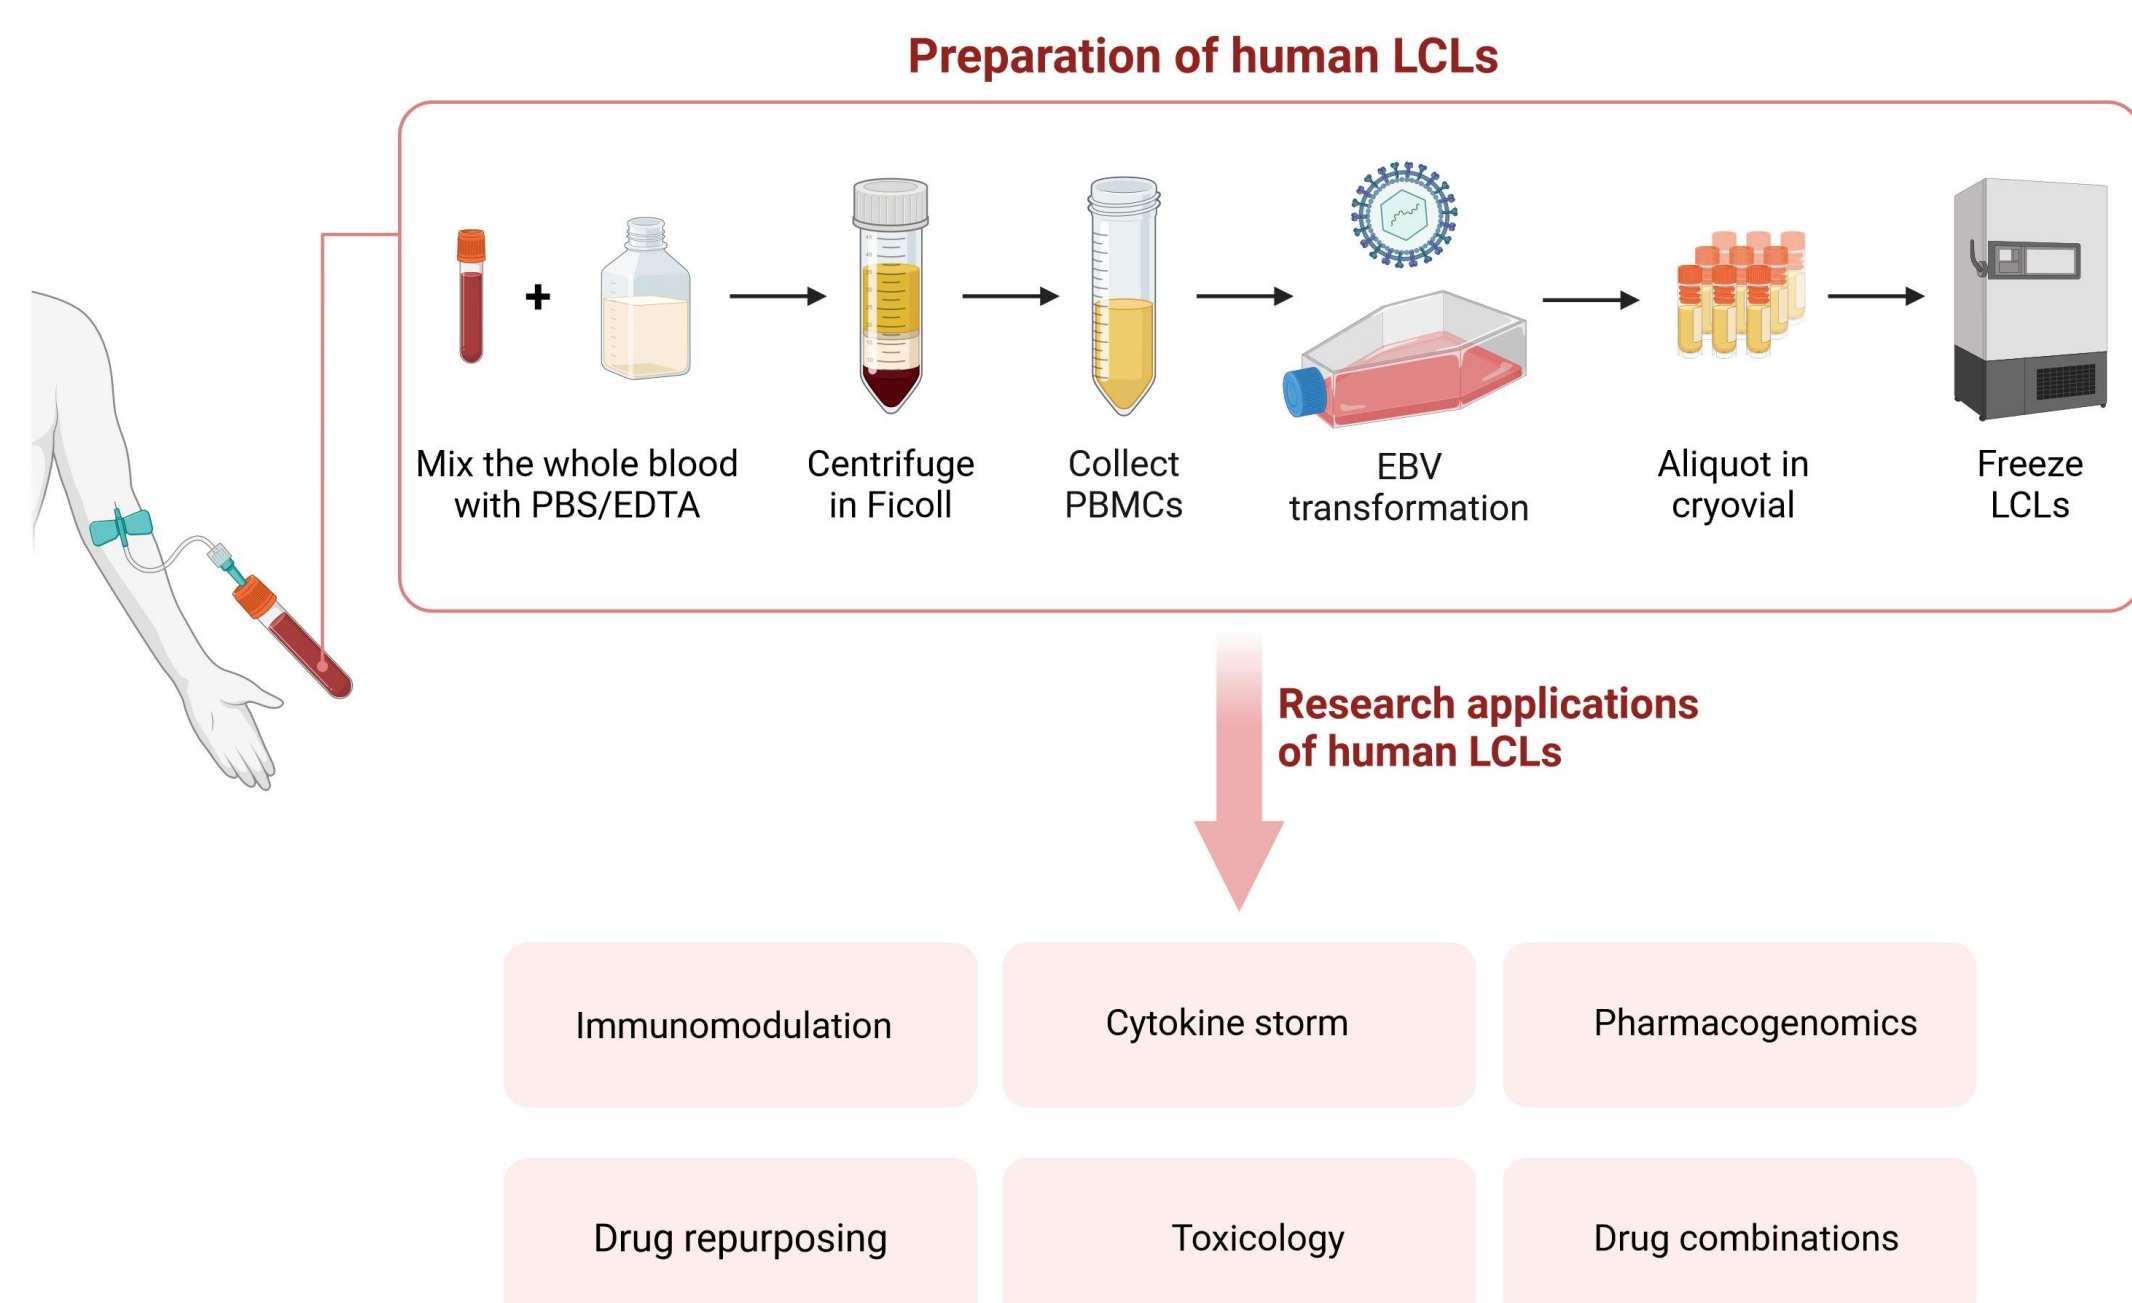 Preparation of human LCLs
+
Mix the whole blood
with PBS/EDTA
Centrifuge
in Ficoll
Collect
PBMCs
EBV
transformation
Aliquot in
cryovial
Freeze
LCLs
Research applications
of human LCLs
Immunomodulation
Cytokine storm
Pharmacogenomics
Drug repurposing
Toxicology
Drug combinations